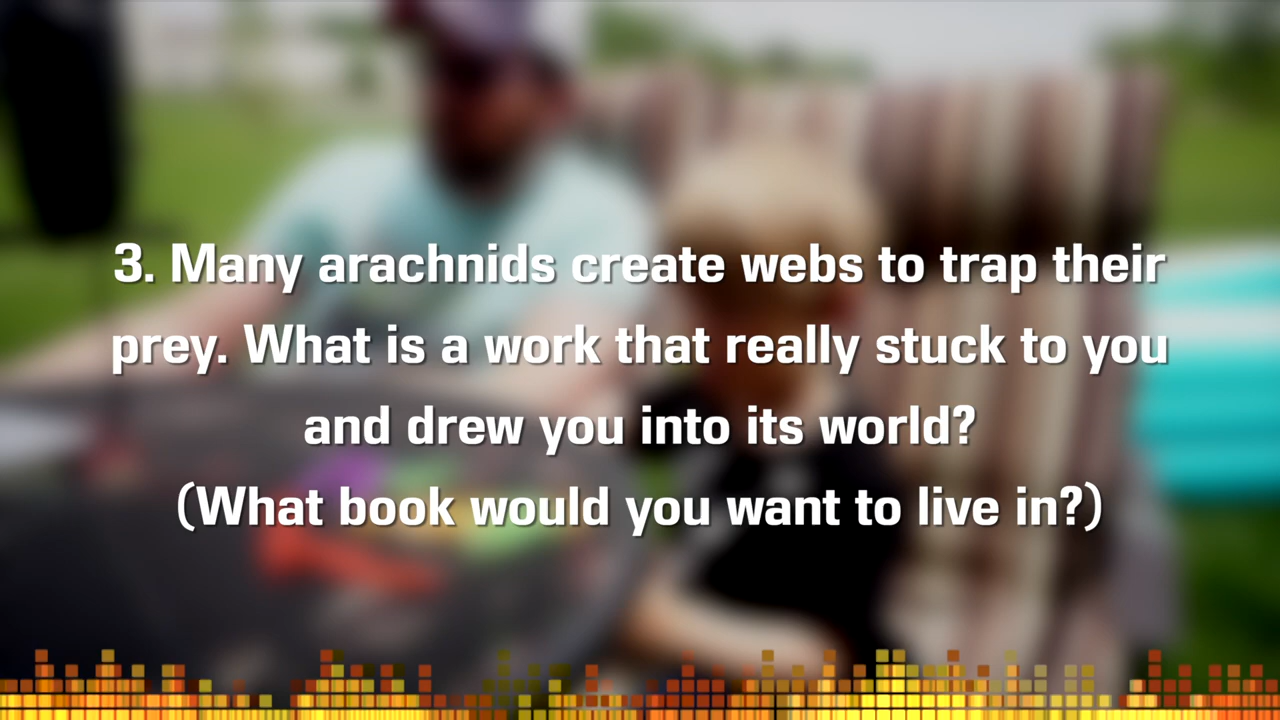 3. Many arachnids create webs to trap their
prey. What is a work that really stuck to you
and drew you into its world?
(What book would you want to live in?)